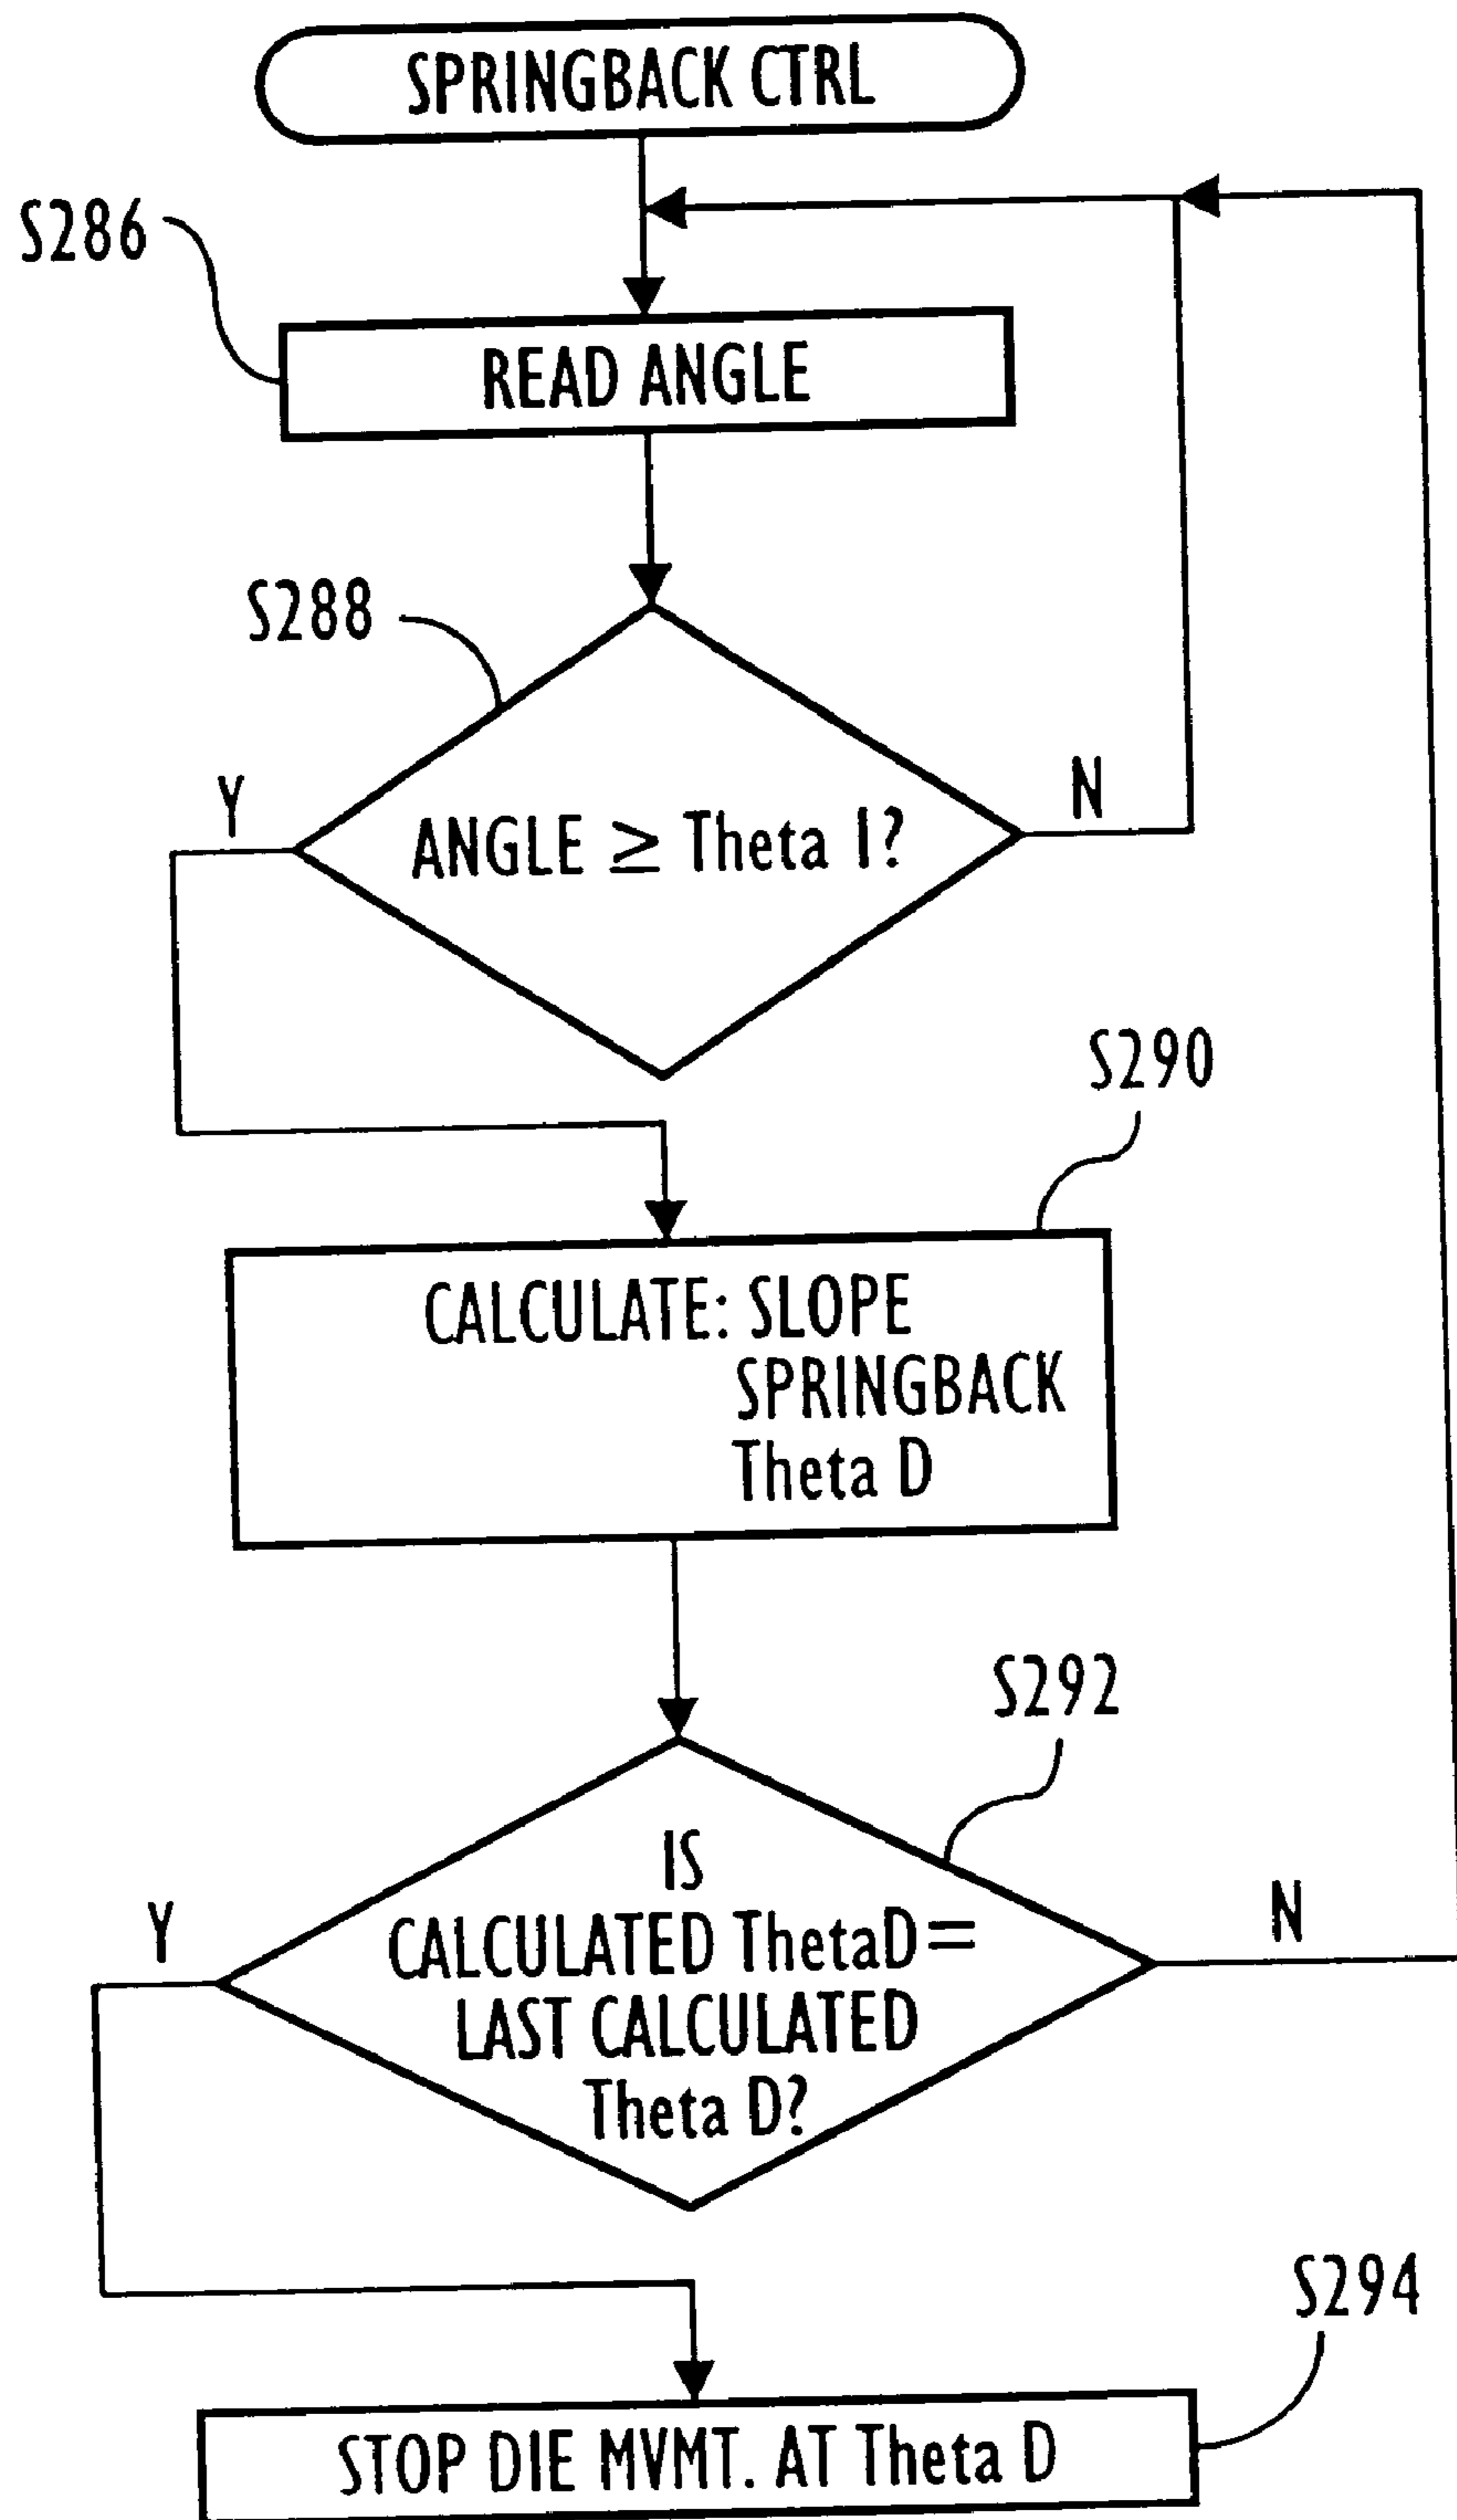 SPRINGBACK CTRL
S286
READ ANGLE
S288
Y
N
ANGLE ≥ Theta I?
S290
CALCULATE: SLOPE
SPRINGBACK
Theta D
S292
IS
Y
N
CALCULATED ThetaD=
LAST CALCULATED
Theta D?
S294
STOP DIE MVMT. AT Theta D